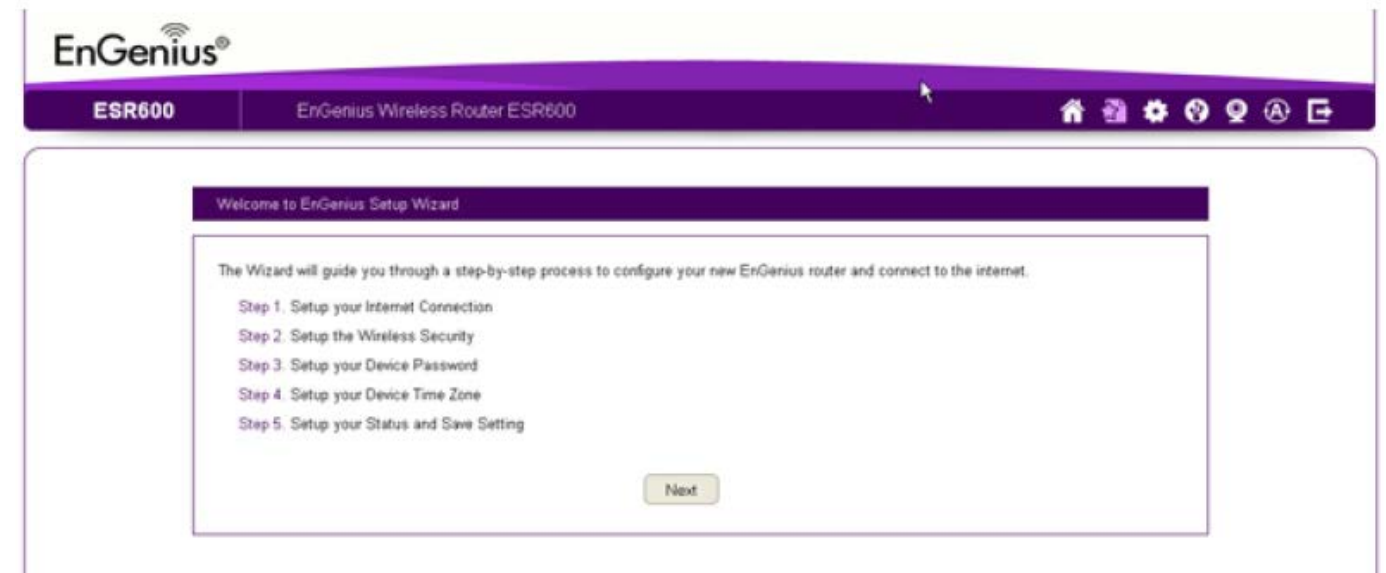 EnGenius®
ESR600 EnGenius Wireless Router ESR600
Welcome to EnGenius Setup Wizard
The Wizard will guide you through a step-by-step process to configure your new EnGenius router and connect to the internet.
Step 1. Setup your Internet Connection
Step 2. Setup the Wireless Security
Step 3. Setup your Device Password
Step 4. Setup your Device Time Zone
Step 5. Setup your Status and Save Setting
Next